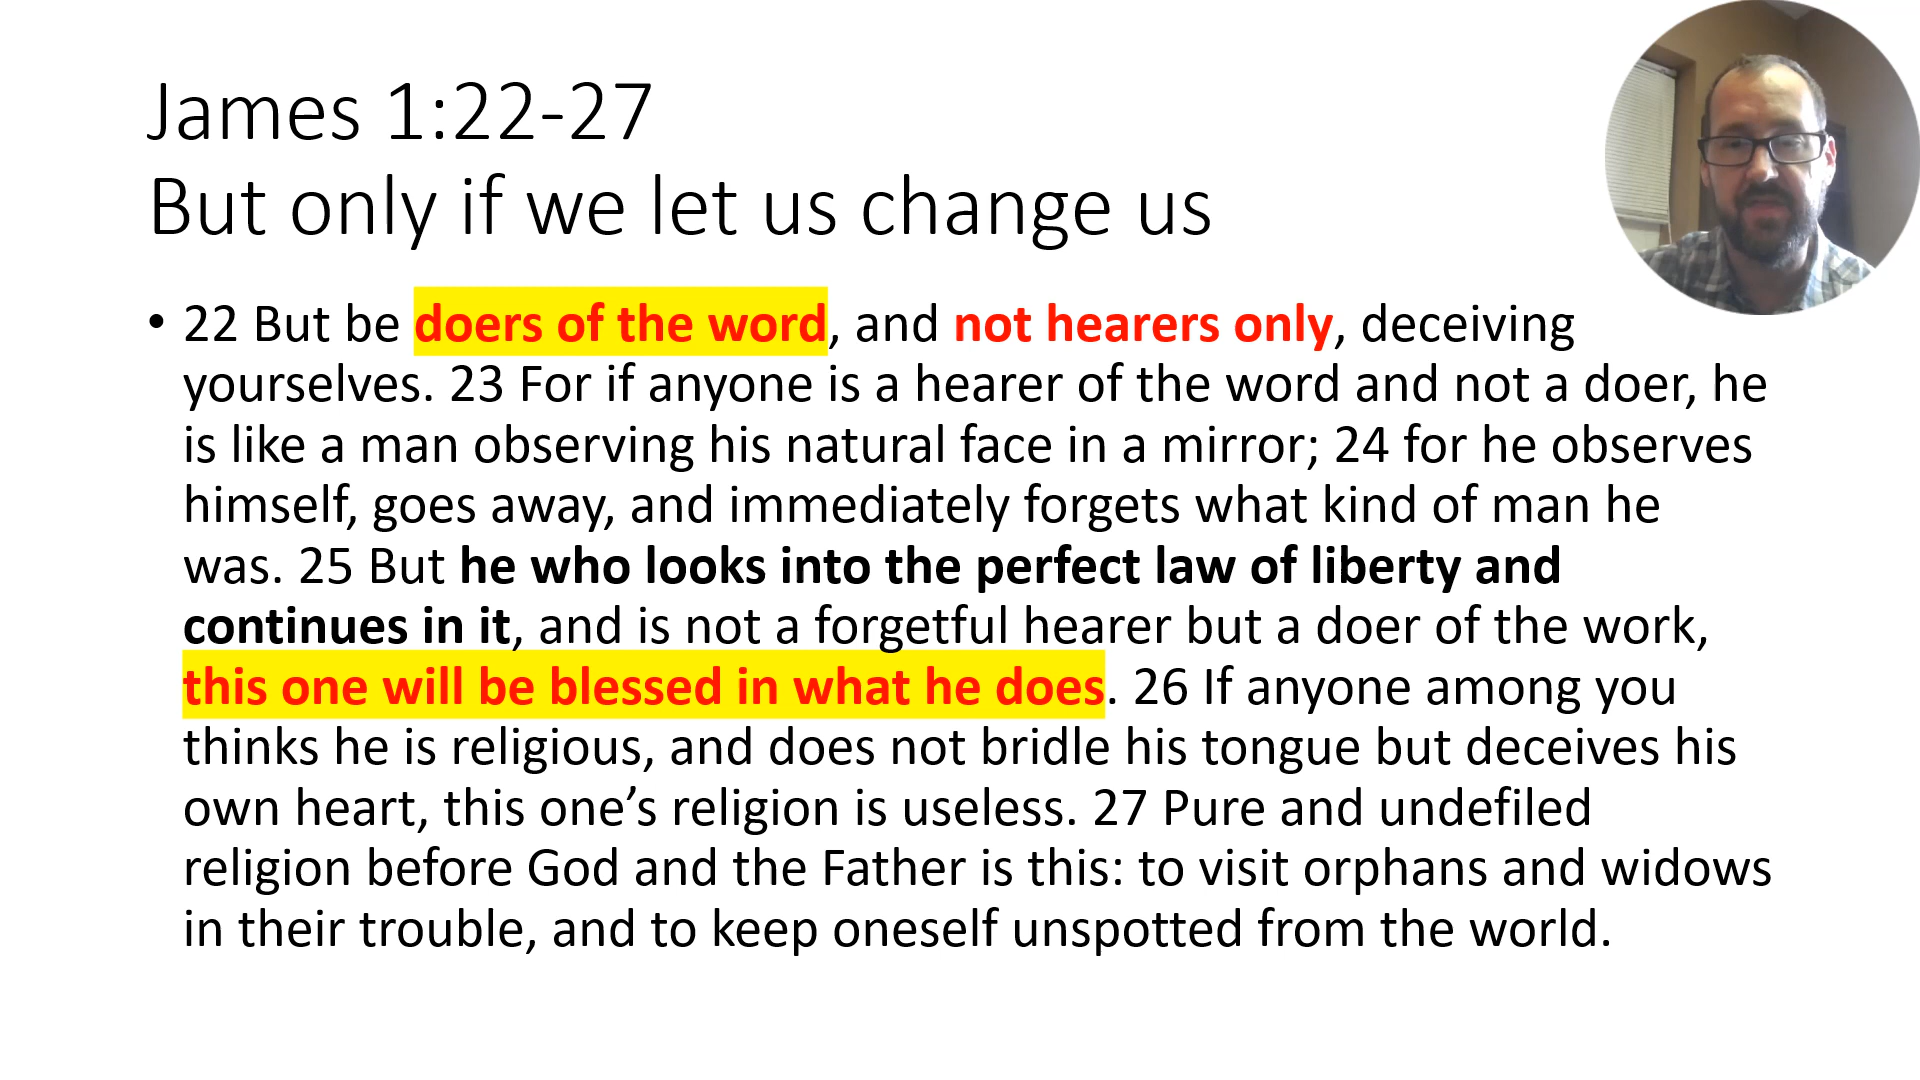 James 1:22-27
But only if we let us change us
• 22 But be doers of the word, and not hearers only, deceiving
yourselves. 23 For if anyone is a hearer of the word and not a doer, he
is like a man observing his natural face in a mirror; 24 for he observes
himself, goes away, and immediately forgets what kind of man he
was. 25 But he who looks into the perfect law of liberty and
continues in it, and is not a forgetful hearer but a doer of the work,
this one will be blessed in what he does. 26 If anyone among you
thinks he is religious, and does not bridle his tongue but deceives his
own heart, this one’s religion is useless. 27 Pure and undefiled
religion before God and the Father is this: to visit orphans and widows
in their trouble, and to keep oneself unspotted from the world.